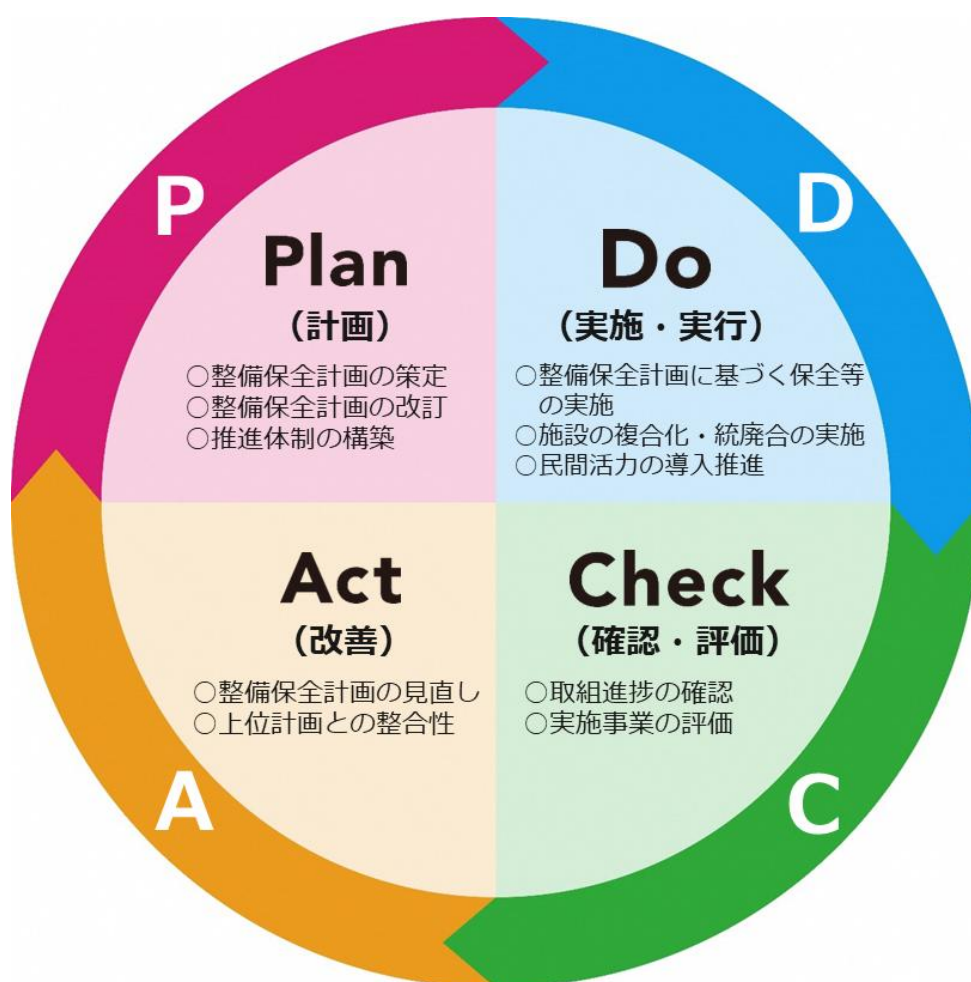 P
Plan
（計画）
○整備保全計画の策定
○整備保全計画の改訂
○推進体制の構築
D
Do
（実施・実行）
○整備保全計画に基づく保全等
の実施
○施設の複合化・統廃合の実施
○民間活力の導入推進
C
Check
（確認・評価）
○取組進捗の確認
○実施事業の評価
A
Act
（改善）
○整備保全計画の見直し
○上位計画との整合性